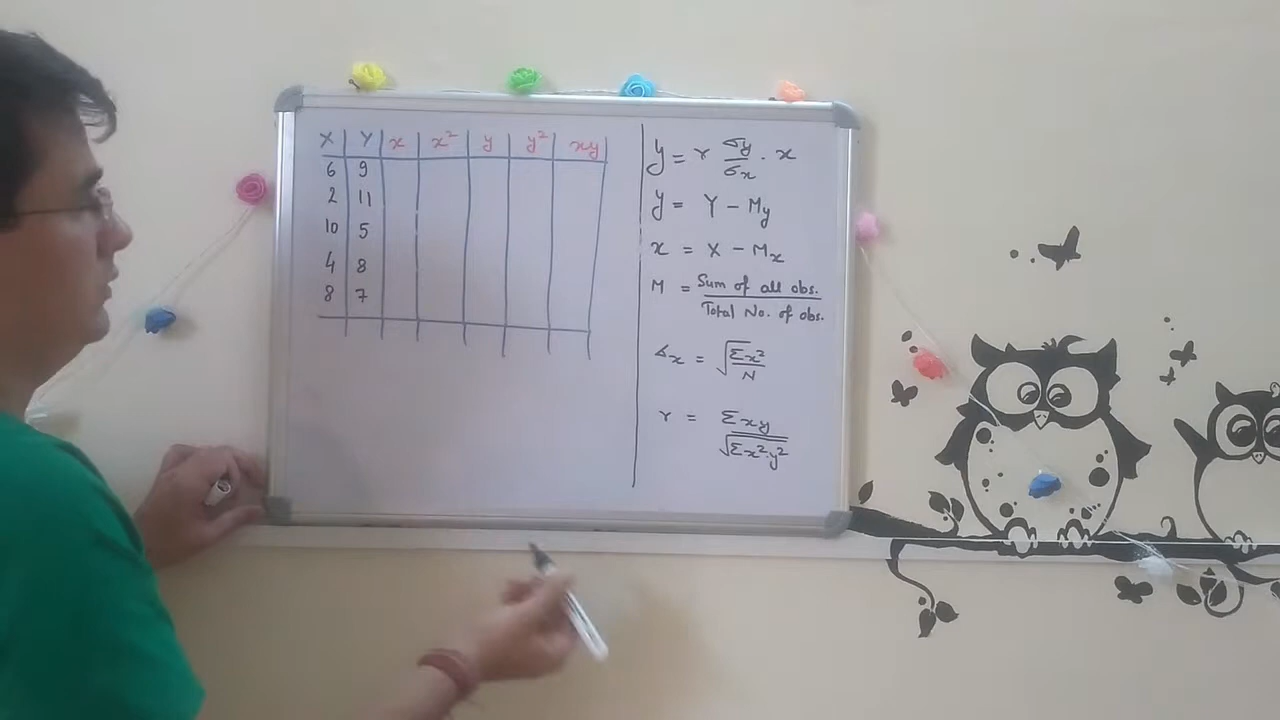 X Y x x² y y² xy
6 9
2 11
10 5
4 8
8 7
y = r σy/σx · x
y = Y - My
x = X - Mx
M = Sum of all obs. / Total No. of obs.
σx = √Σx²/N
r = Σxy / √Σx²·y²